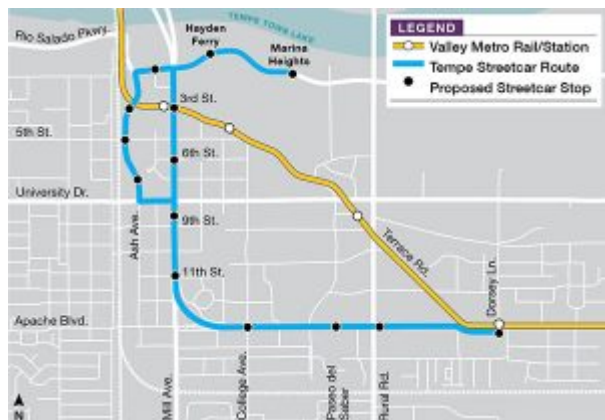 TEMPE TOWN LAKE
Rio Salado Pkwy.
Hayden
Ferry
Marina
Heights
LEGEND
Valley Metro Rail/Station
Tempe Streetcar Route
Proposed Streetcar Stop
3rd St.
5th St.
6th St.
University Dr.
9th St.
Ash Ave.
Terrace Rd.
11th St.
Dorsey Ln.
Apache Blvd.
Mill Ave.
College Ave.
Paseo del
Saber
Rural Rd.
N